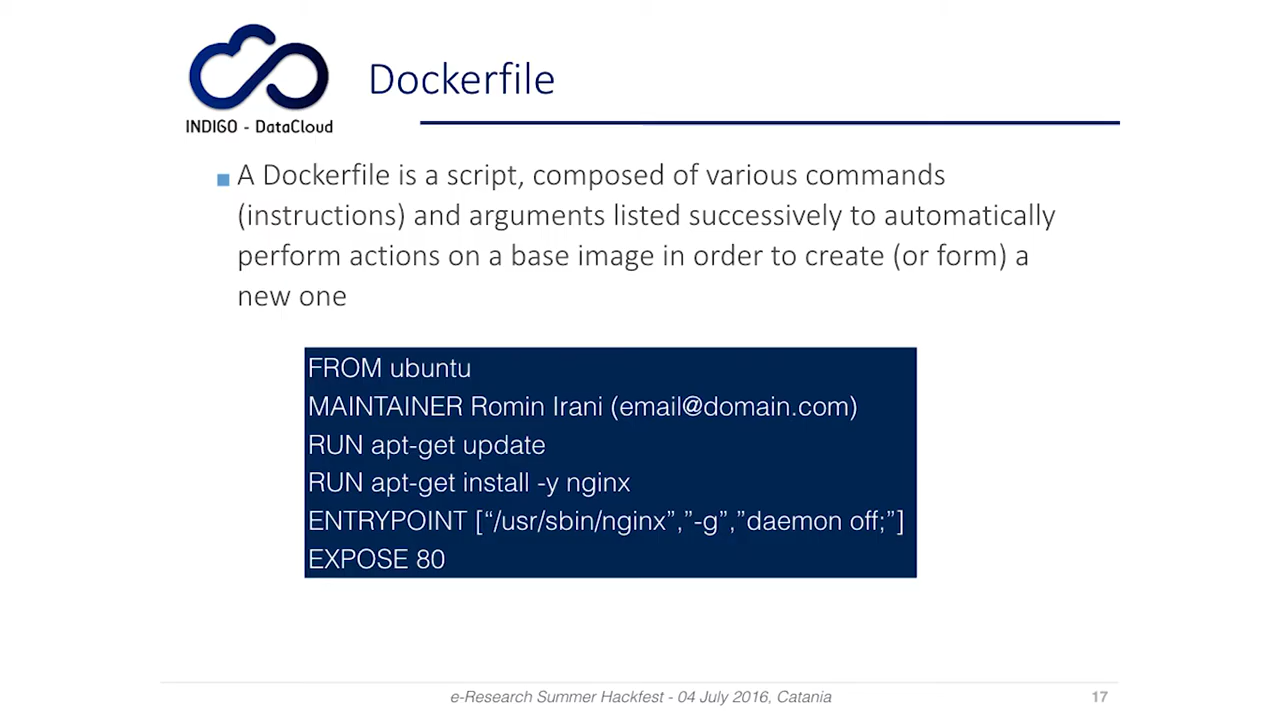 INDIGO - DataCloud
Dockerfile
A Dockerfile is a script, composed of various commands
(instructions) and arguments listed successively to automatically
perform actions on a base image in order to create (or form) a
new one
FROM ubuntu
MAINTAINER Romin Irani (email@domain.com)
RUN apt-get update
RUN apt-get install -y nginx
ENTRYPOINT [“/usr/sbin/nginx”,”-g”,”daemon off;”]
EXPOSE 80
e-Research Summer Hackfest - 04 July 2016, Catania
17